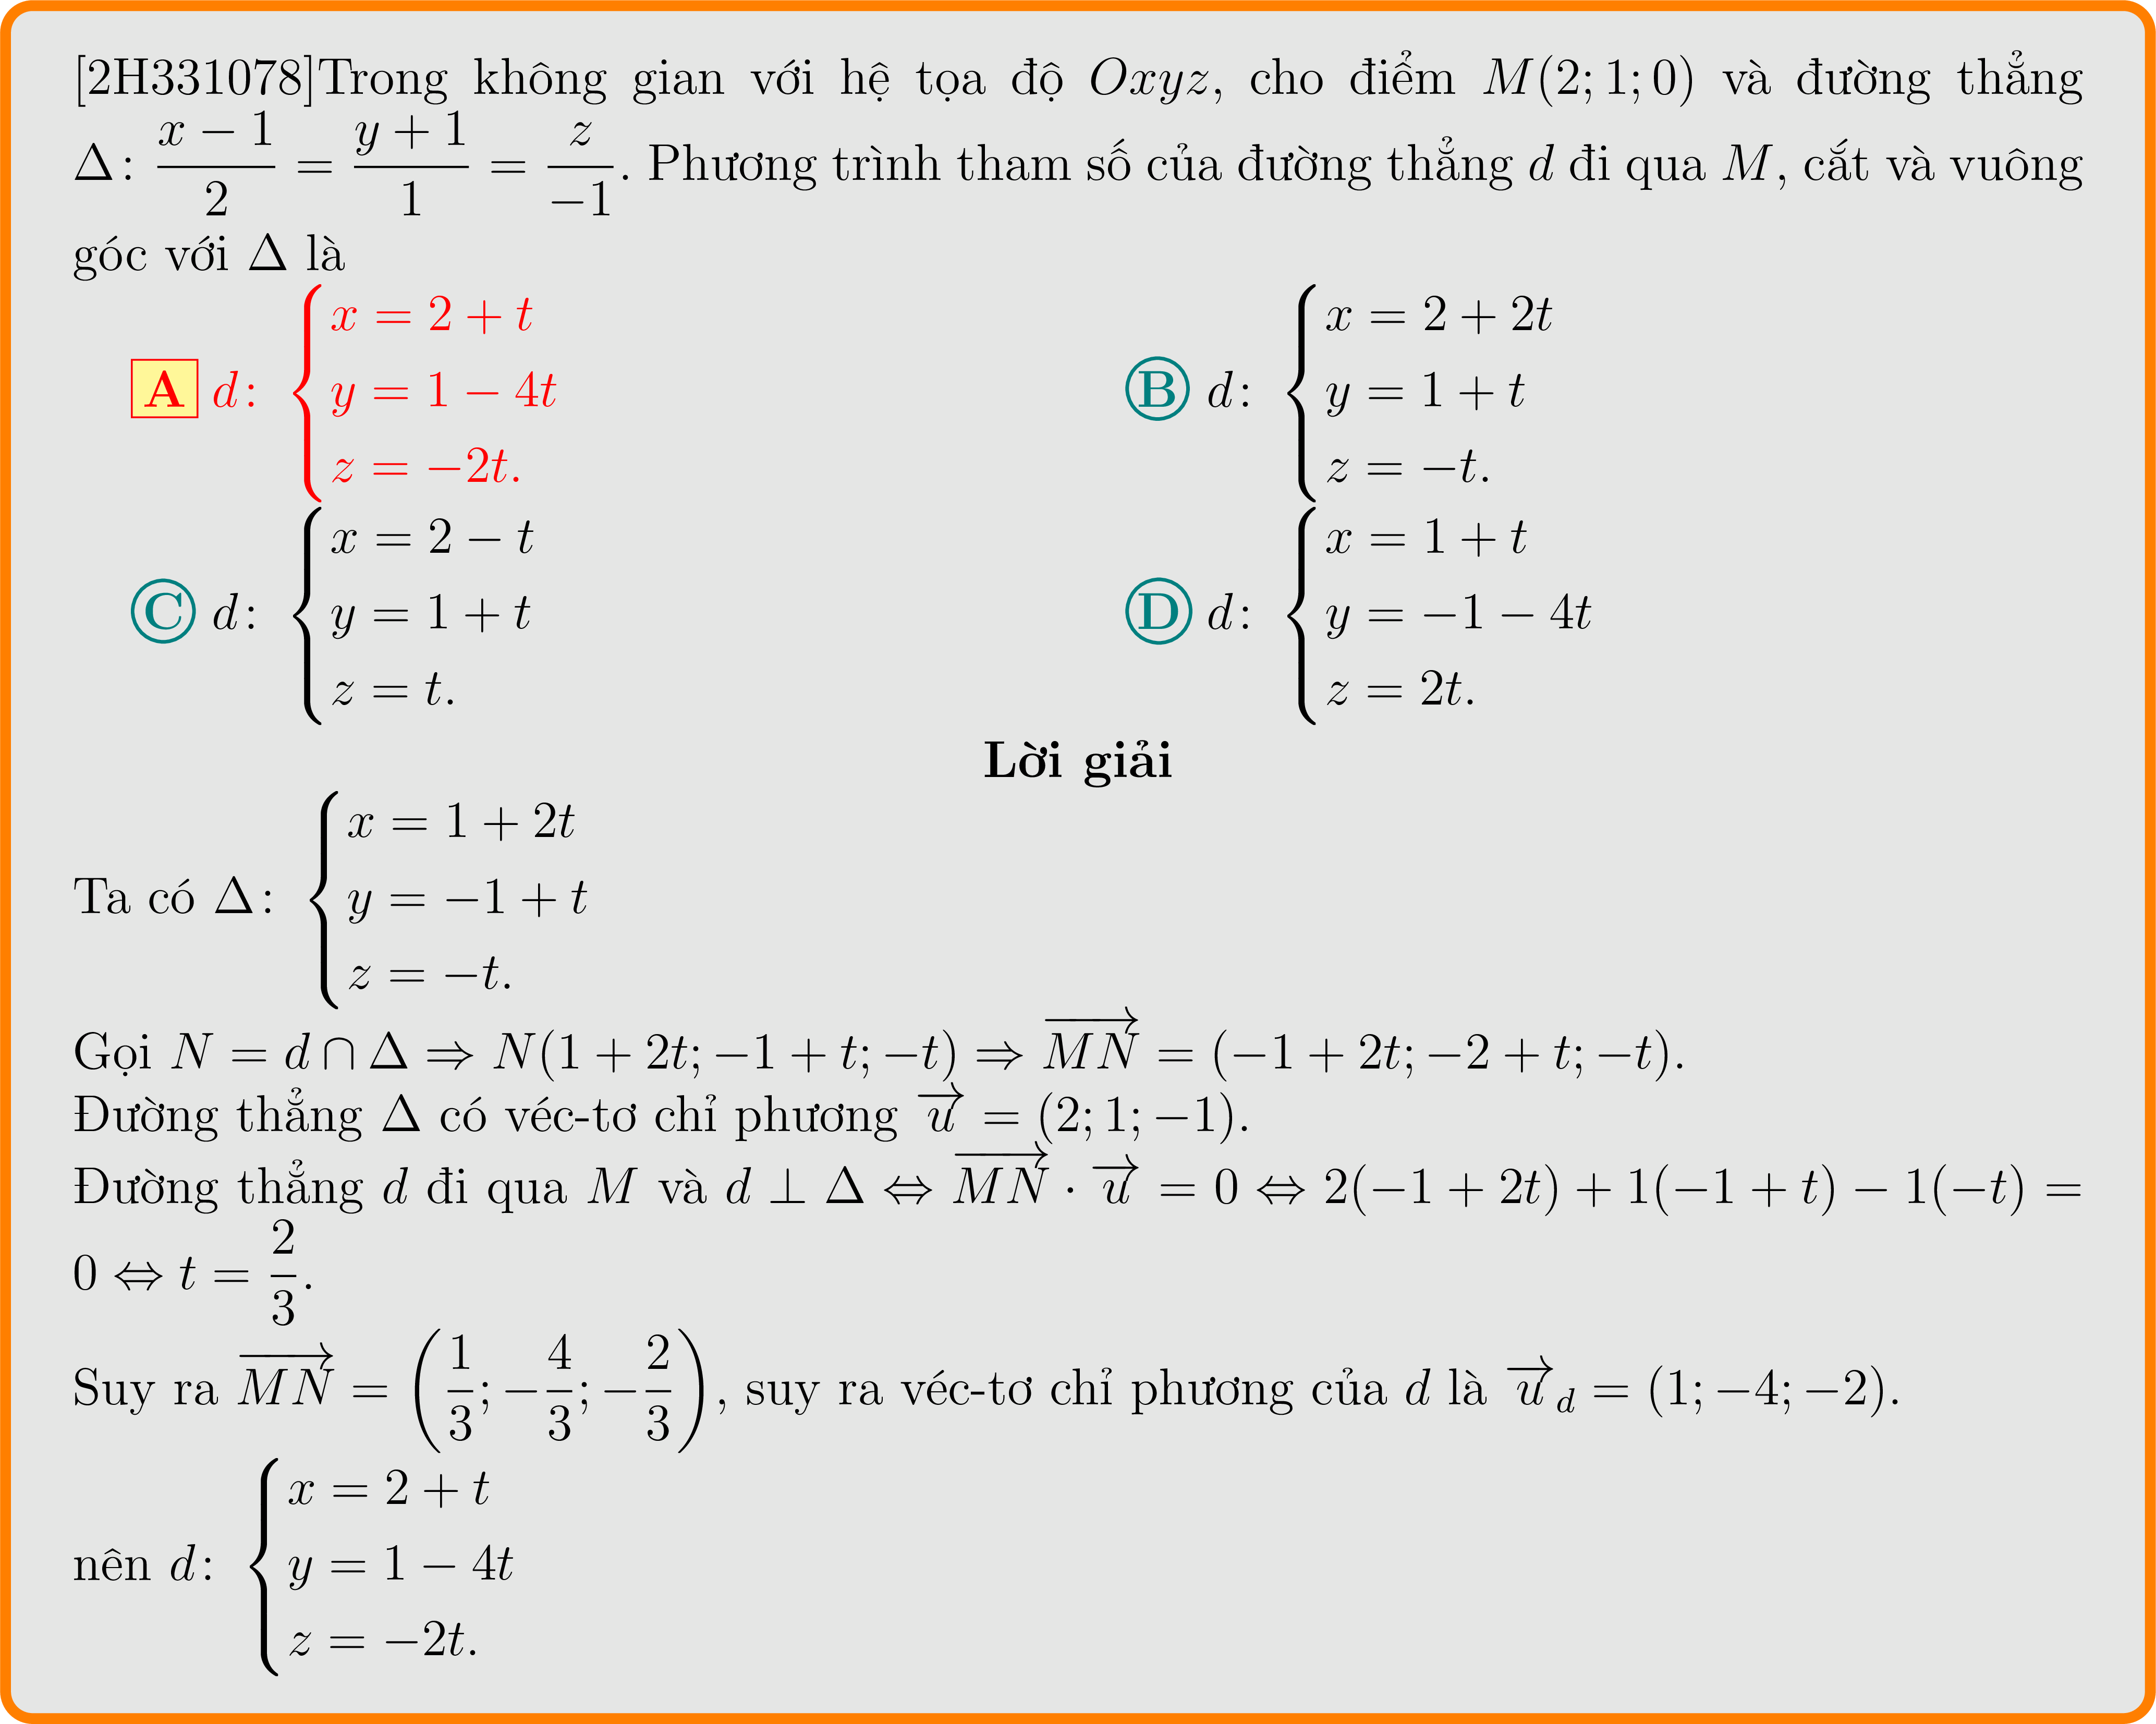 [2H331078]Trong không gian với hệ tọa độ $Oxyz$, cho điểm $M(2; 1; 0)$ và đường thẳng
$\Delta\colon \dfrac{x-1}{2} = \dfrac{y+1}{1} = \dfrac{z}{-1}$. Phương trình tham số của đường thẳng $d$ đi qua $M$, cắt và vuông
góc với $\Delta$ là
A $d\colon \begin{cases} x = 2 + t \\ y = 1 - 4t \\ z = -2t. \end{cases}$
B $d\colon \begin{cases} x = 2 + 2t \\ y = 1 + t \\ z = -t. \end{cases}$
C $d\colon \begin{cases} x = 2 - t \\ y = 1 + t \\ z = t. \end{cases}$
D $d\colon \begin{cases} x = 1 + t \\ y = -1 - 4t \\ z = 2t. \end{cases}$
Lời giải
Ta có $\Delta\colon \begin{cases} x = 1 + 2t \\ y = -1 + t \\ z = -t. \end{cases}$
Gọi $N = d \cap \Delta \Rightarrow N(1 + 2t; -1 + t; -t) \Rightarrow \overrightarrow{MN} = (-1 + 2t; -2 + t; -t)$.
Đường thẳng $\Delta$ có véc-tơ chỉ phương $\overrightarrow{u} = (2; 1; -1)$.
Đường thẳng $d$ đi qua $M$ và $d \perp \Delta \Leftrightarrow \overrightarrow{MN} \cdot \overrightarrow{u} = 0 \Leftrightarrow 2(-1 + 2t) + 1(-1 + t) - 1(-t) =$
$0 \Leftrightarrow t = \dfrac{2}{3}$.
Suy ra $\overrightarrow{MN} = \left(\dfrac{1}{3}; -\dfrac{4}{3}; -\dfrac{2}{3}\right)$, suy ra véc-tơ chỉ phương của $d$ là $\overrightarrow{u}_d = (1; -4; -2)$.
nên $d\colon \begin{cases} x = 2 + t \\ y = 1 - 4t \\ z = -2t. \end{cases}$